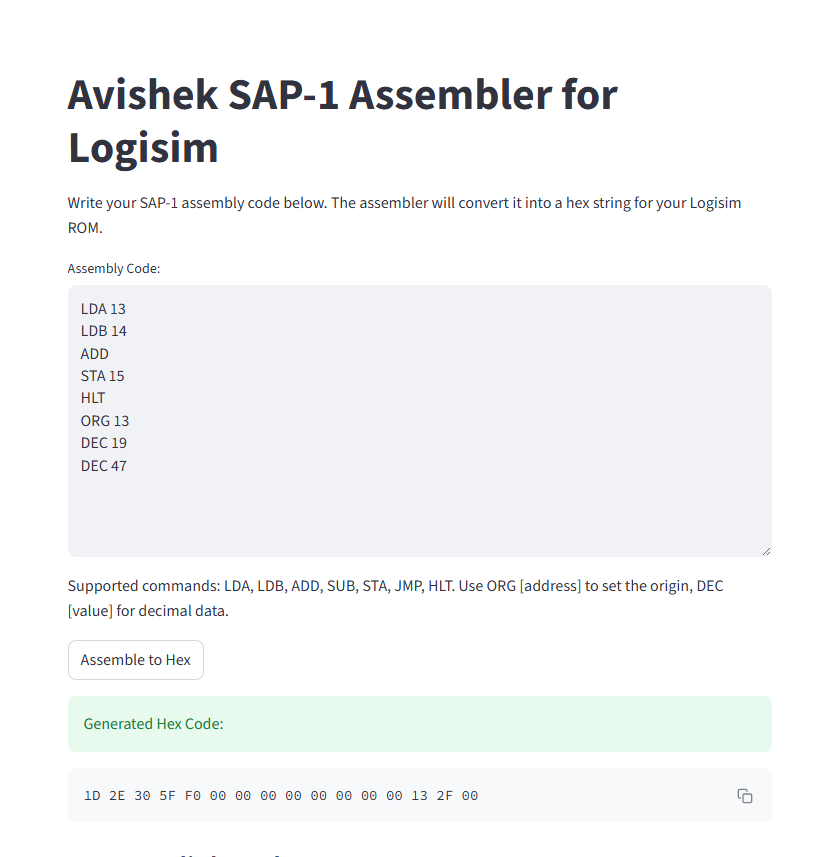 Avishek SAP-1 Assembler for
Logisim
Write your SAP-1 assembly code below. The assembler will convert it into a hex string for your Logisim
ROM.
Assembly Code:
LDA 13
LDB 14
ADD
STA 15
HLT
ORG 13
DEC 19
DEC 47
Supported commands: LDA, LDB, ADD, SUB, STA, JMP, HLT. Use ORG [address] to set the origin, DEC
[value] for decimal data.
Assemble to Hex
Generated Hex Code:
1D 2E 30 5F F0 00 00 00 00 00 00 00 00 13 2F 00